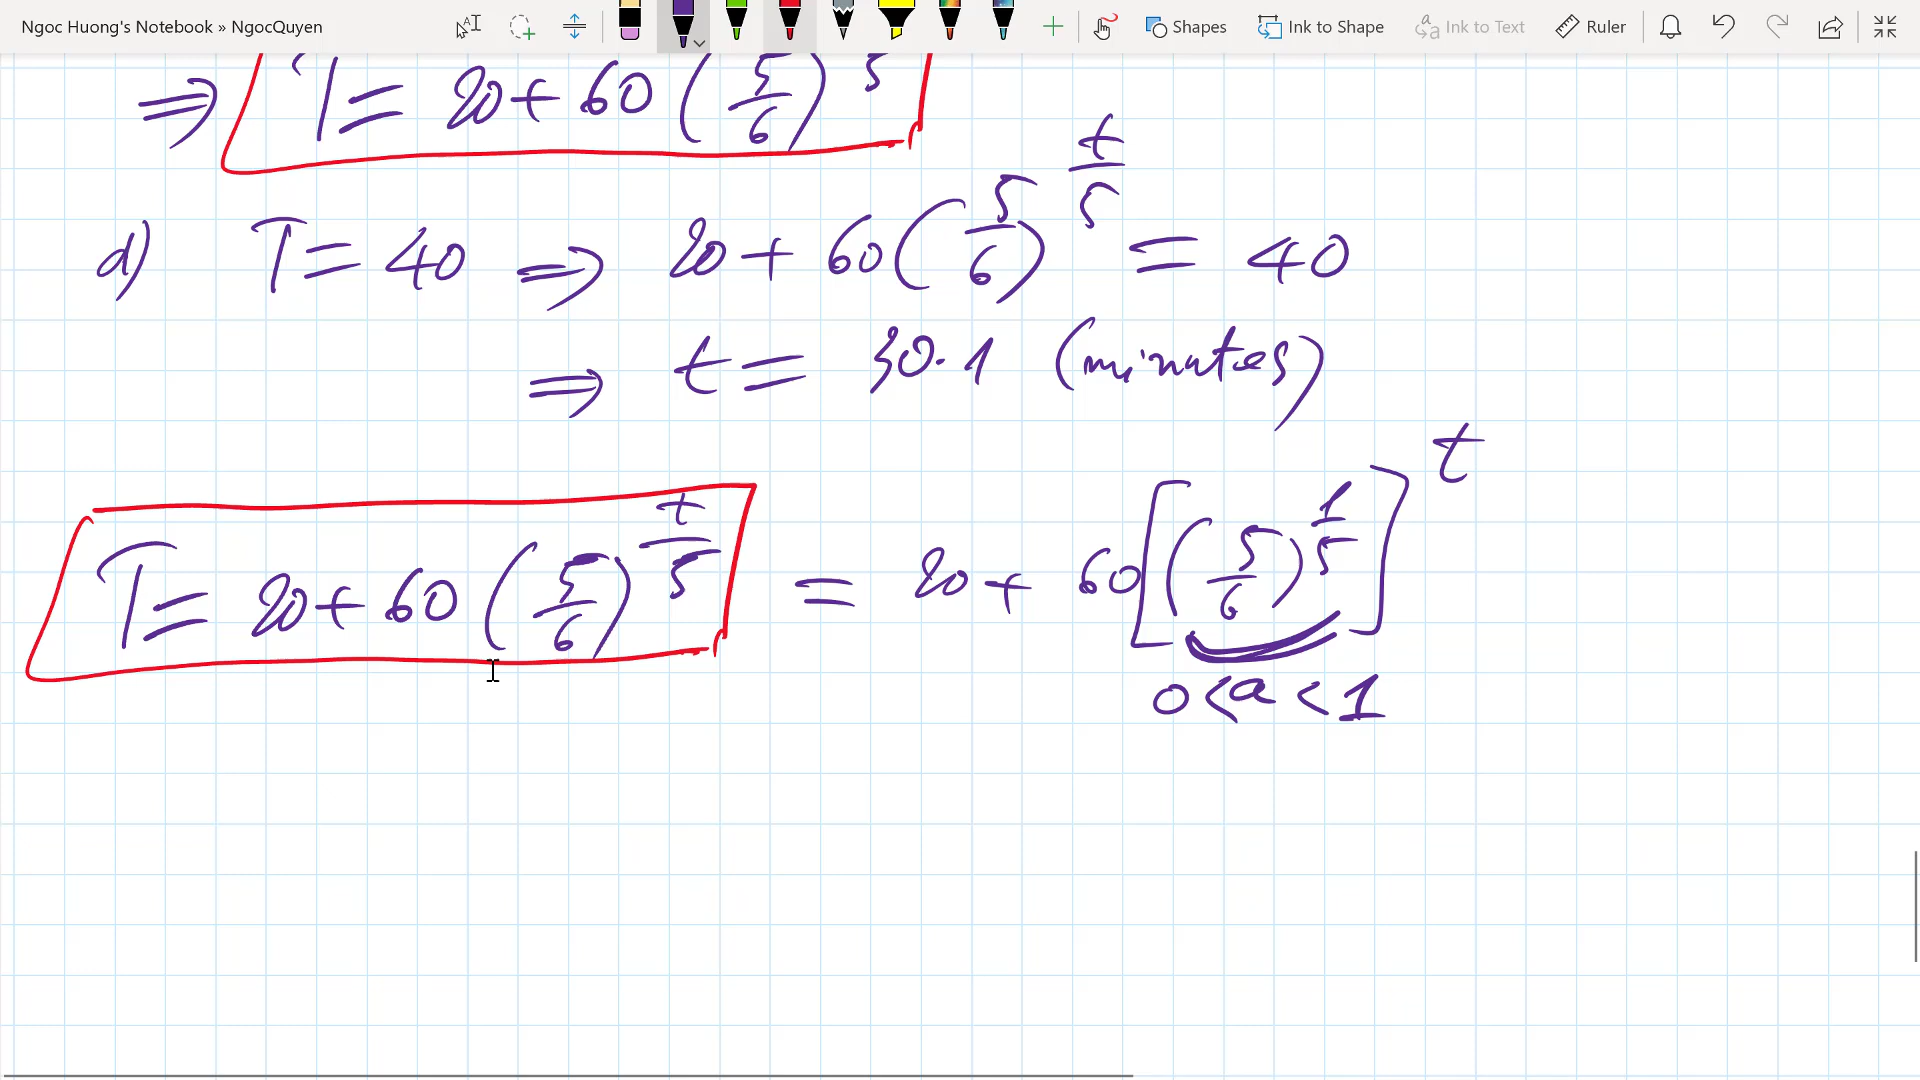 Ngoc Huong's Notebook » NgocQuyen
Shapes Ink to Shape Ink to Text Ruler
⇒ T = 20 + 60 (5/6)^5
d) T = 40 ⇒ 20 + 60 (5/6)^(t/5) = 40
⇒ t = 30.1 (minutes)
T = 20 + 60 (5/6)^(t/5) = 20 + 60 [(5/6)^(1/5)]^t
0 < a < 1